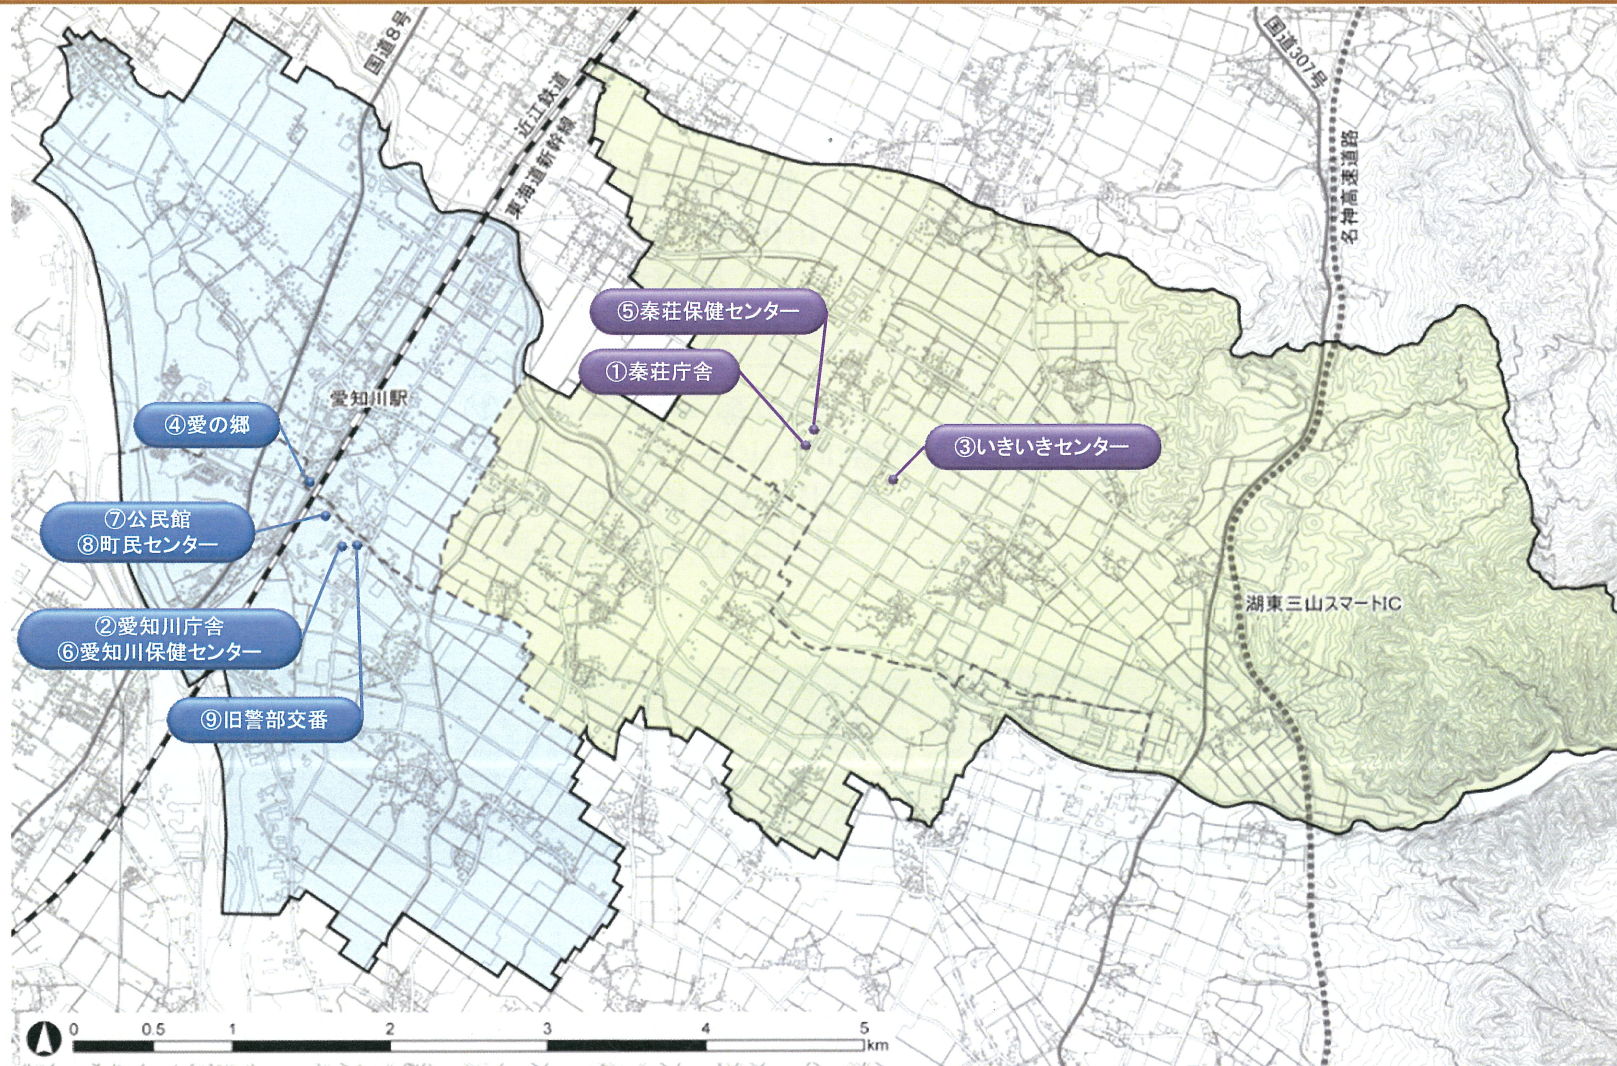 国道8号
近江鉄道
東海道新幹線
国道307号
名神高速道路
⑤秦荘保健センター
①秦荘庁舎
③いきいきセンター
愛知川駅
④愛の郷
⑦公民館
⑧町民センター
②愛知川庁舎
⑥愛知川保健センター
⑨旧警部交番
湖東三山スマートIC
0 0.5 1 2 3 4 5
km